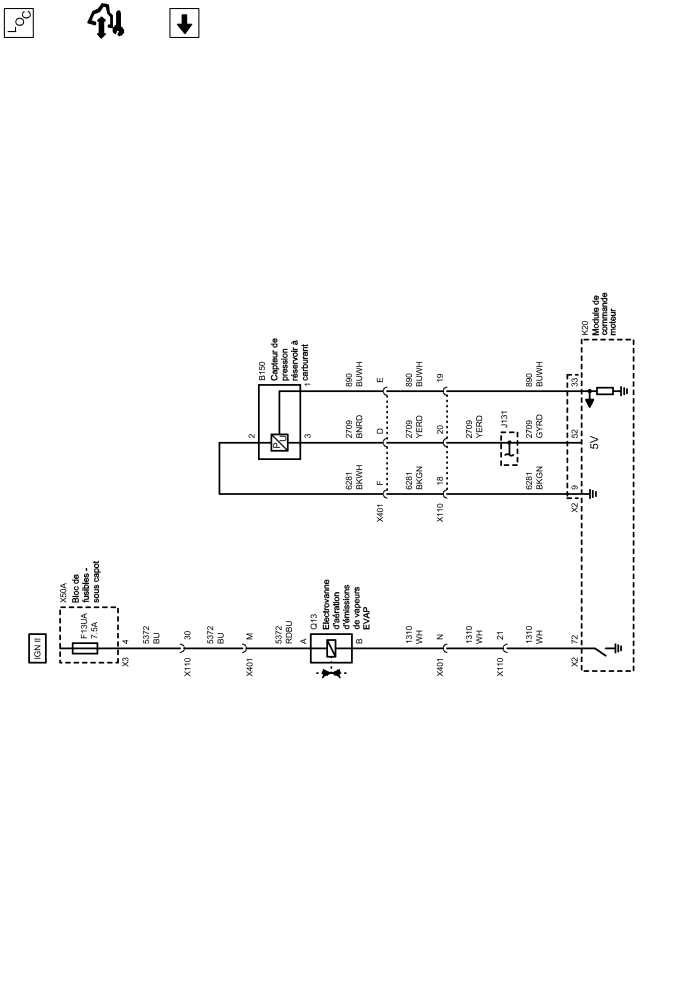 LOC
IGN II
X50A
Bloc de
fusibles -
sous capot
F13UA
7.5A
4
X3
5372
BU
30
X110
5372
BU
M
X401
5372
RDBU
A
Q13
Electrovanne
d'aération
d'émissions
de vapeurs
EVAP
B
1310
WH
N
X401
1310
WH
21
X110
1310
WH
72
X2
B150
Capteur de
pression
réservoir à
carburant
2
P
U
1
3
6281
BKWH
F
X401
6281
BKGN
18
X110
6281
BKGN
9
X2
2709
BNRD
D
2709
YERD
20
2709
YERD
J131
2709
GYRD
52
5V
890
BUWH
E
890
BUWH
19
890
BUWH
33
K20
Module de
commande
moteur